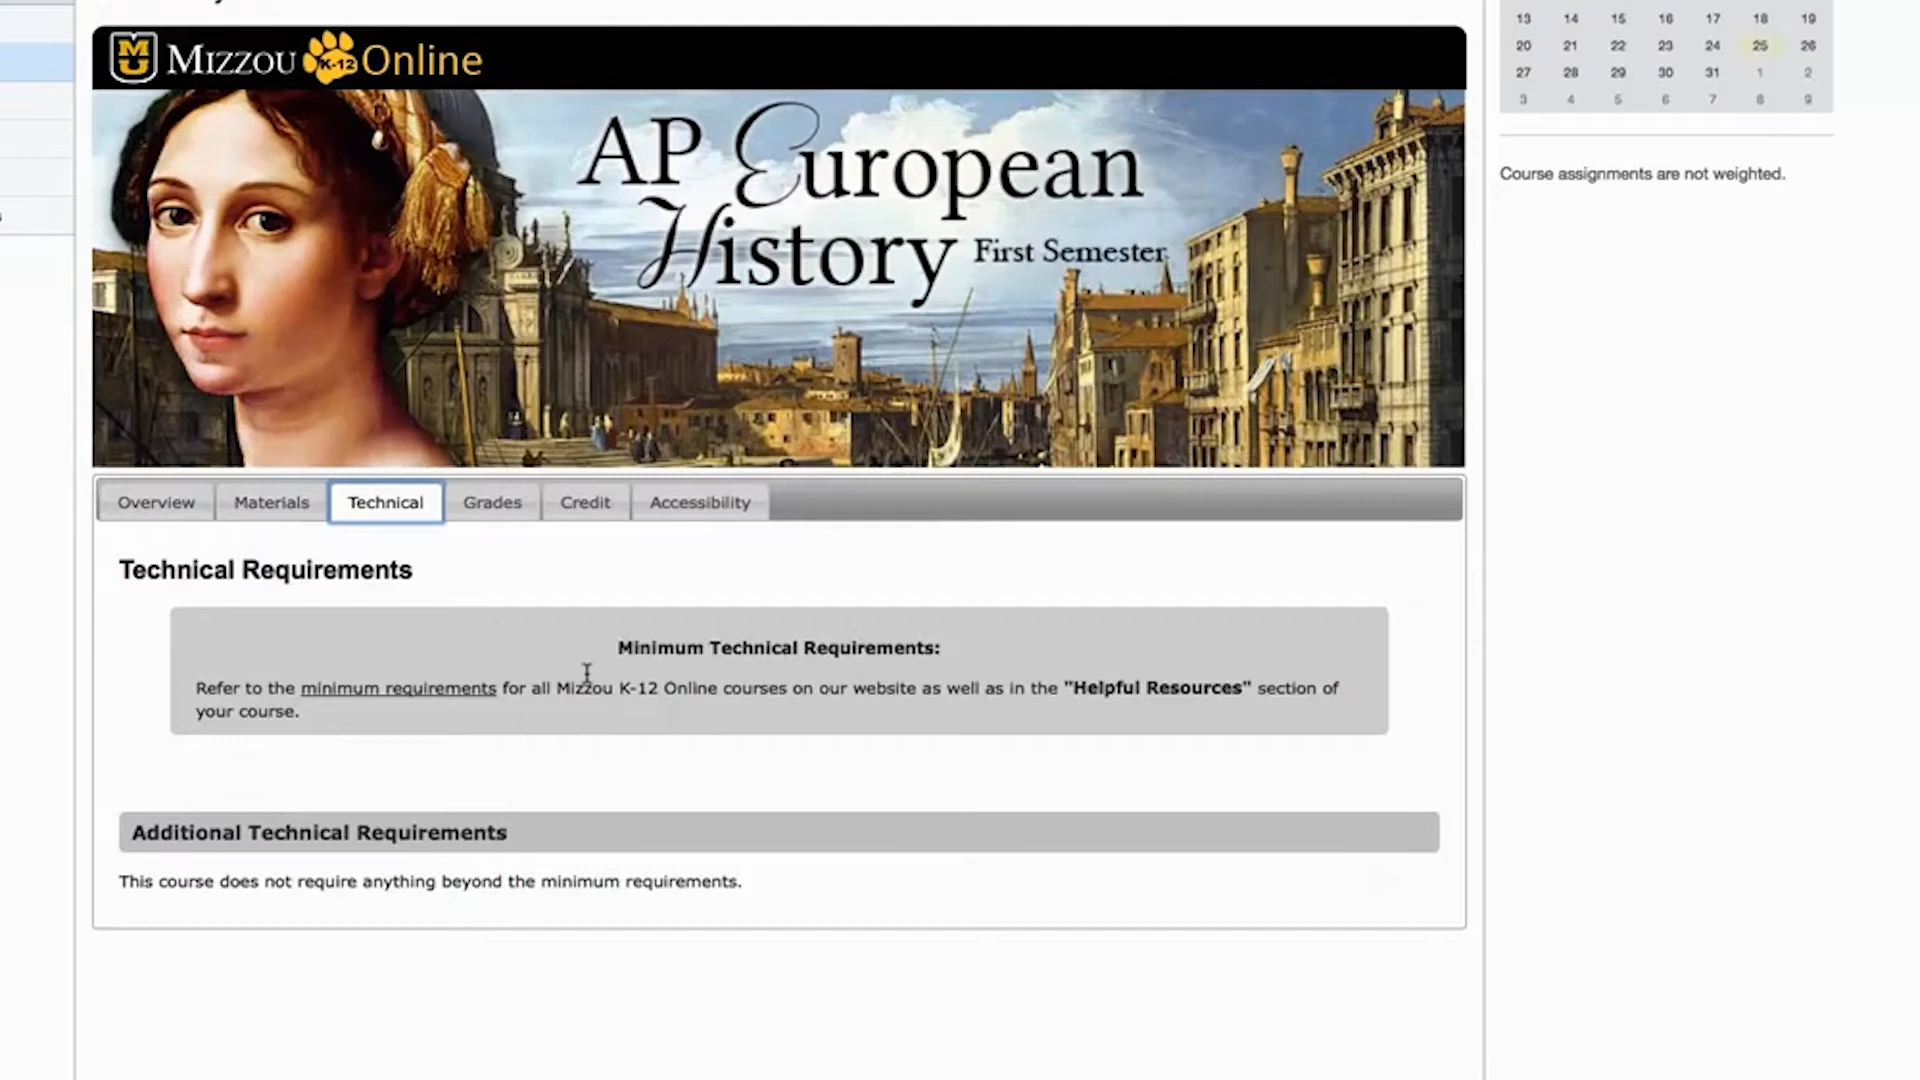 MU MIZZOU K-12 Online
AP European
History First Semester
Overview Materials Technical Grades Credit Accessibility
Technical Requirements
Minimum Technical Requirements:
Refer to the minimum requirements for all Mizzou K-12 Online courses on our website as well as in the "Helpful Resources" section of
your course.
Additional Technical Requirements
This course does not require anything beyond the minimum requirements.
13 14 15 16 17 18 19
20 21 22 23 24 25 26
27 28 29 30 31 1 2
3 4 5 6 7 8 9
Course assignments are not weighted.